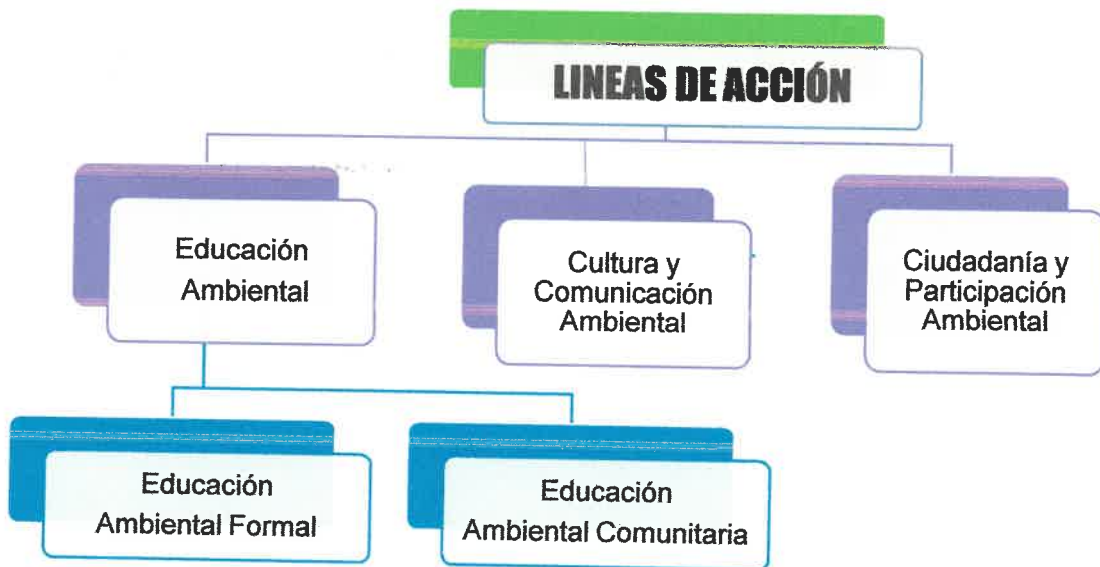 LINEAS DE ACCIÓN
Educación
Ambiental
Cultura y
Comunicación
Ambiental
Ciudadanía y
Participación
Ambiental
Educación
Ambiental Formal
Educación
Ambiental Comunitaria